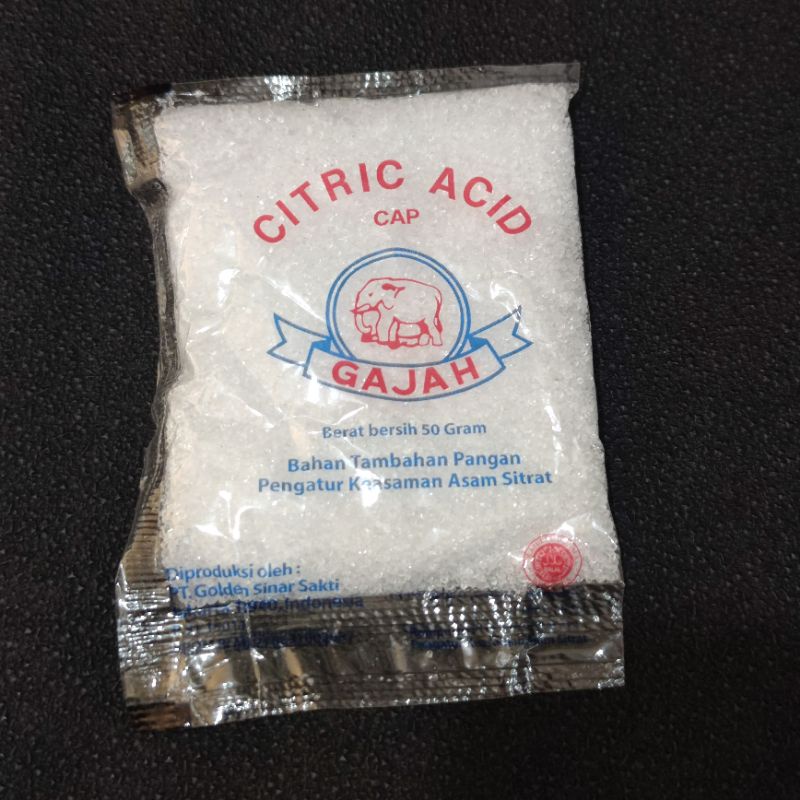 CITRIC ACID
CAP
GAJAH
Berat bersih 50 Gram
Bahan Tambahan Pangan
Pengatur Keasaman Asam Sitrat
Diproduksi oleh :
PT. Golden Sinar Sakti
Indonesia